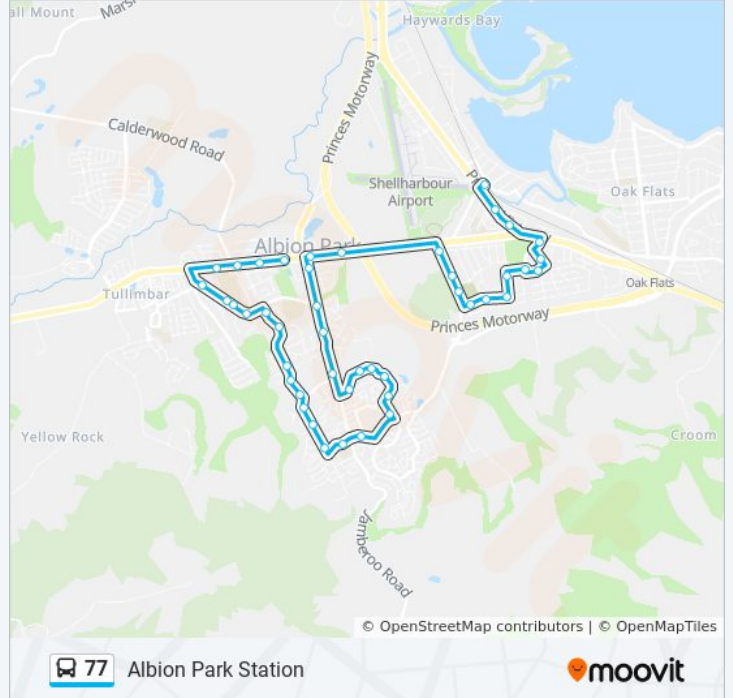 all Mount
Marsh
Haywards Bay
Princes Motorway
Calderwood Road
Shellharbour
Airport
Oak Flats
Albion Park
Tullimbar
Oak Flats
Princes Motorway
Yellow Rock
Croom
Jamberoo Road
© OpenStreetMap contributors | © OpenMapTiles
77 Albion Park Station
moovit